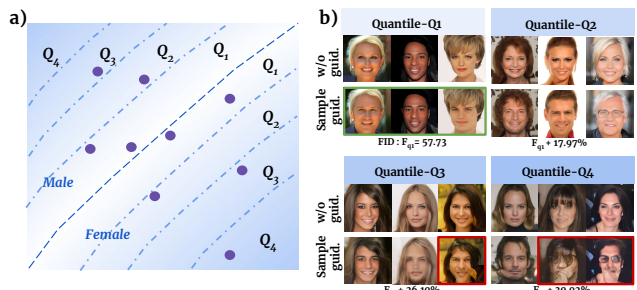 a)
Q4 Q3 Q2 Q1 Q1
Q2
Q3
Q4
Male
Female
b)
Quantile-Q1 Quantile-Q2
w/o guid.
Sample guid.
FID : Fq1= 57.73 Fq1 + 17.97%
Quantile-Q3 Quantile-Q4
w/o guid.
Sample guid.